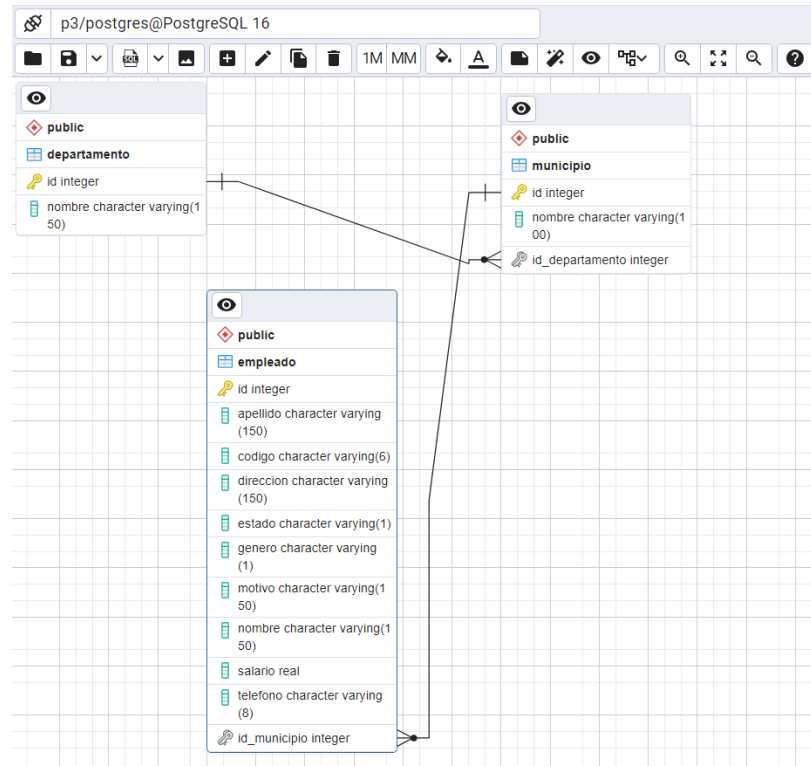 p3/postgres@PostgreSQL 16
SQL
1M MM
A
public
departamento
id integer
nombre character varying(1
50)
public
municipio
id integer
nombre character varying(1
00)
id_departamento integer
public
empleado
id integer
apellido character varying
(150)
codigo character varying(6)
direccion character varying
(150)
estado character varying(1)
genero character varying
(1)
motivo character varying(1
50)
nombre character varying(1
50)
salario real
telefono character varying
(8)
id_municipio integer